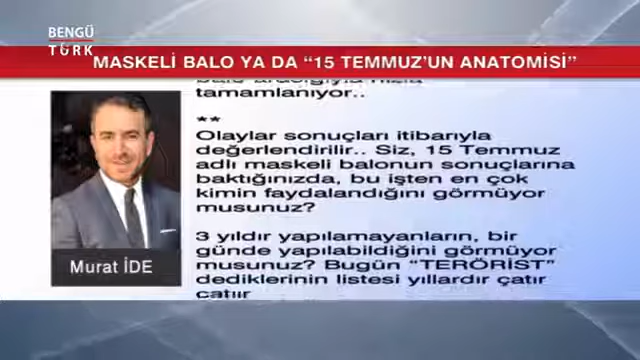 BENGÜ
TÜRK
MASKELİ BALO YA DA “15 TEMMUZ’UN ANATOMİSİ”
tamamlanıyor..
**
Olaylar sonuçları itibarıyla
değerlendirilir.. Siz, 15 Temmuz
adlı maskeli balonun sonuçlarına
baktığınızda, bu işten en çok
kimin faydalandığını görmüyor
musunuz?
3 yıldır yapılamayanların, bir
günde yapılabildiğini görmüyor
musunuz? Bugün “TERÖRİST”
dediklerinin listesi yıllardır çatır
çatıır
Murat İDE